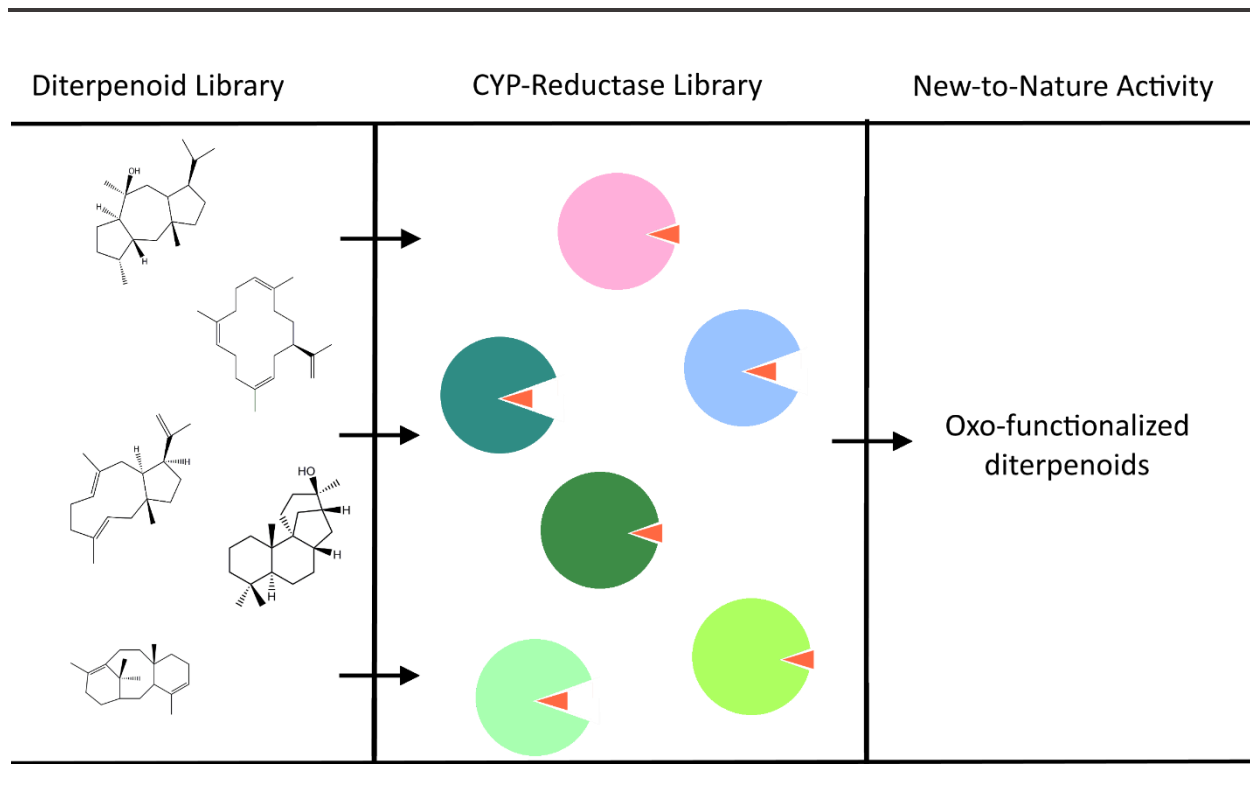 Diterpenoid Library
CYP-Reductase Library
New-to-Nature Activity
OH
H
H
H
HO
H
H
H
H
Oxo-functionalized
diterpenoids